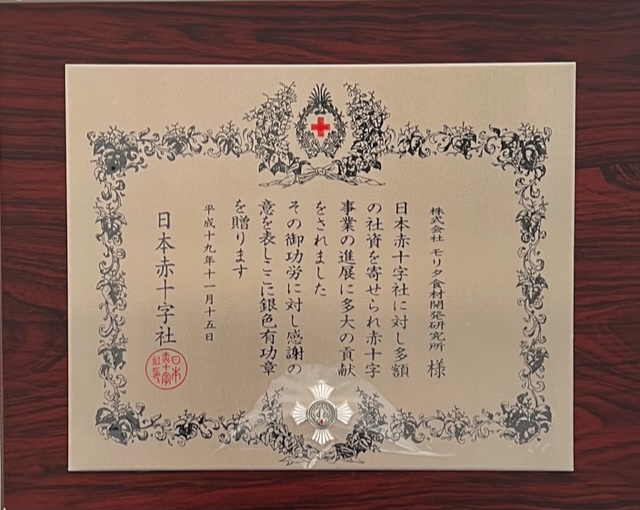 株式会社 モリタ食材開発研究所 様
日本赤十字社に対し多額
の社資を寄せられ赤十字
事業の進展に多大の貢献
をされました
その御功労に対し感謝の
意を表しここに銀色有功章
を贈ります
平成十九年十一月十五日
日本赤十字社